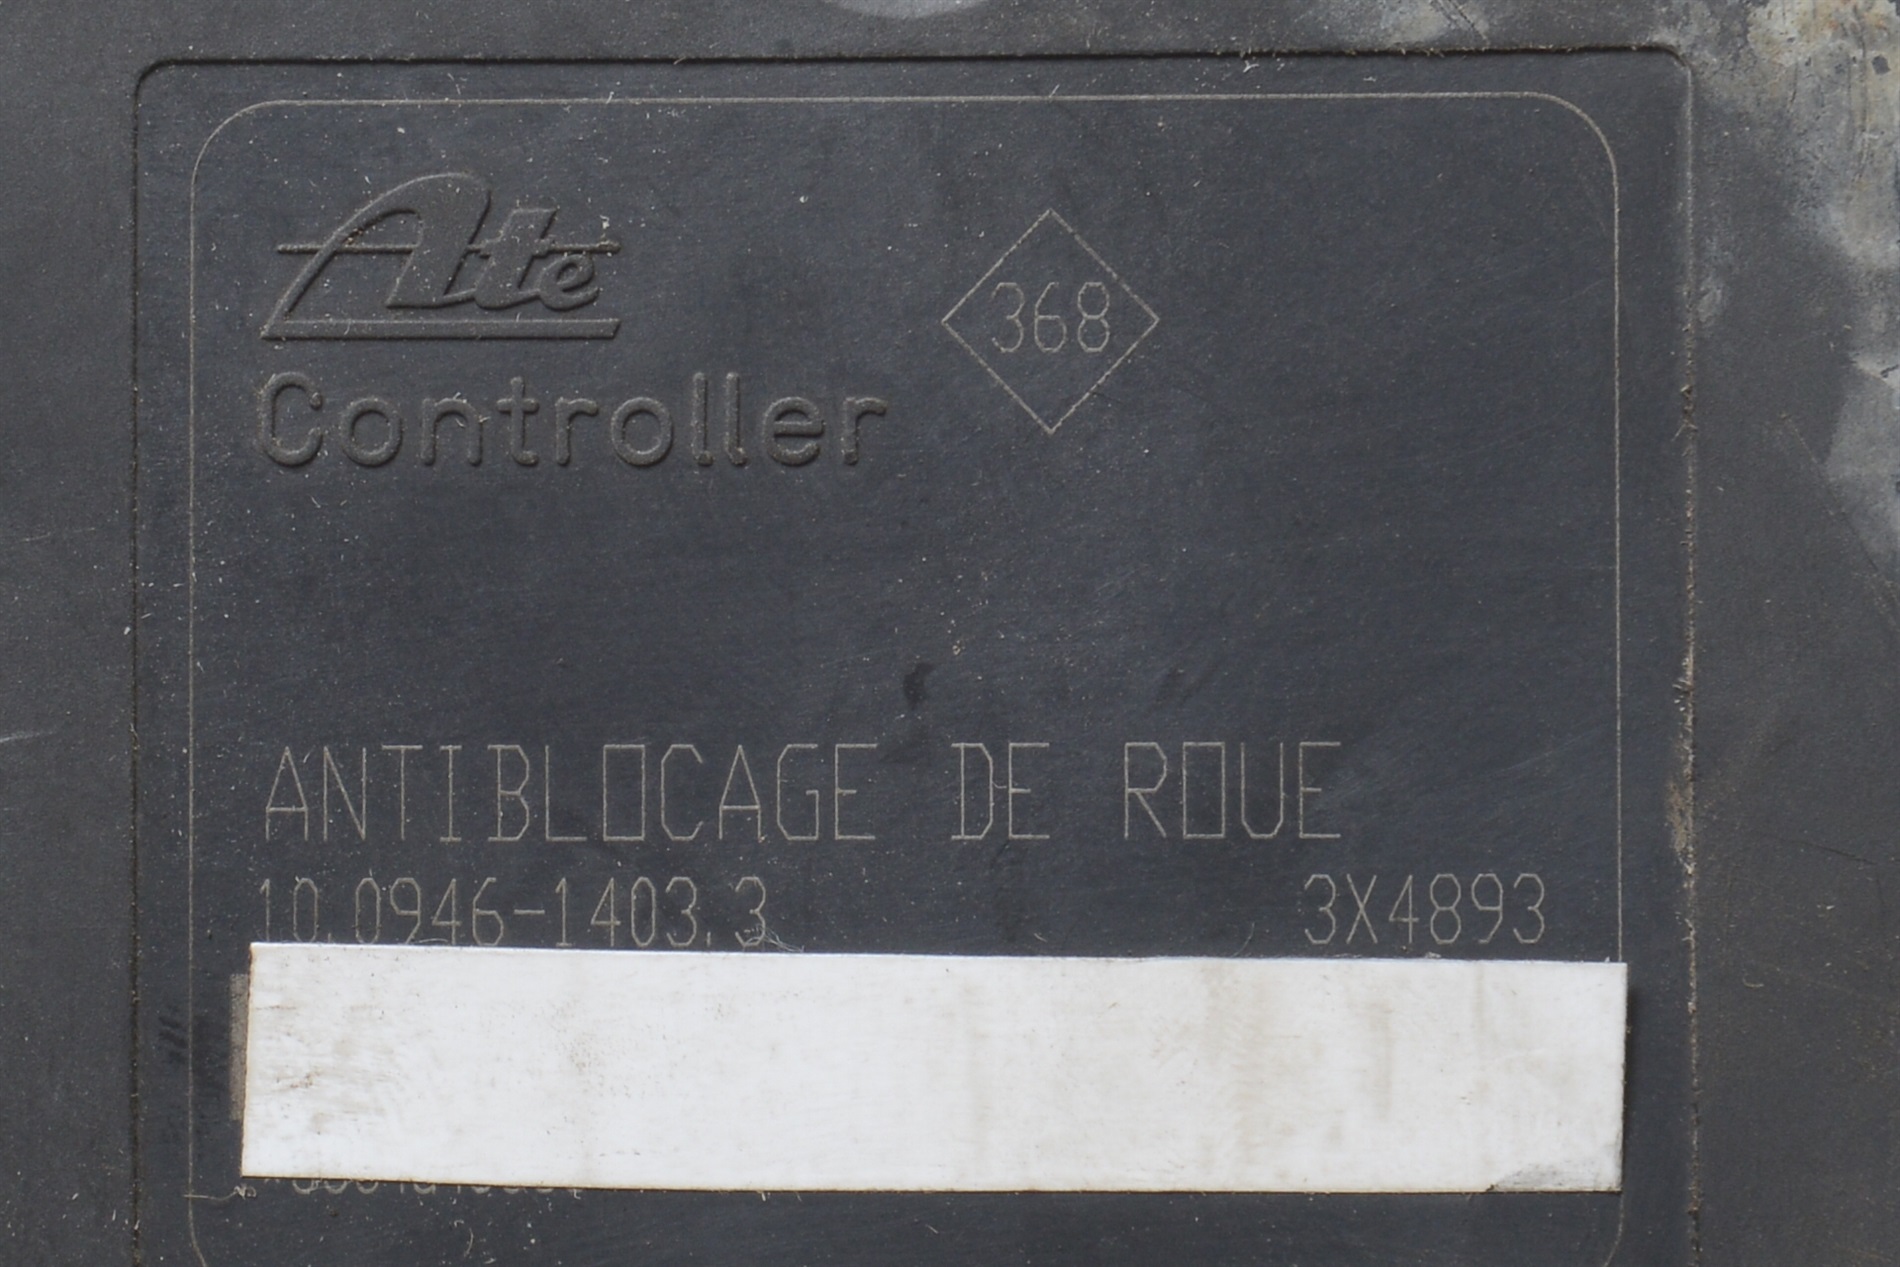 Ate
368
Controller
ANTIBLOCAGE DE ROUE
10.0946-1403.3 3X4893